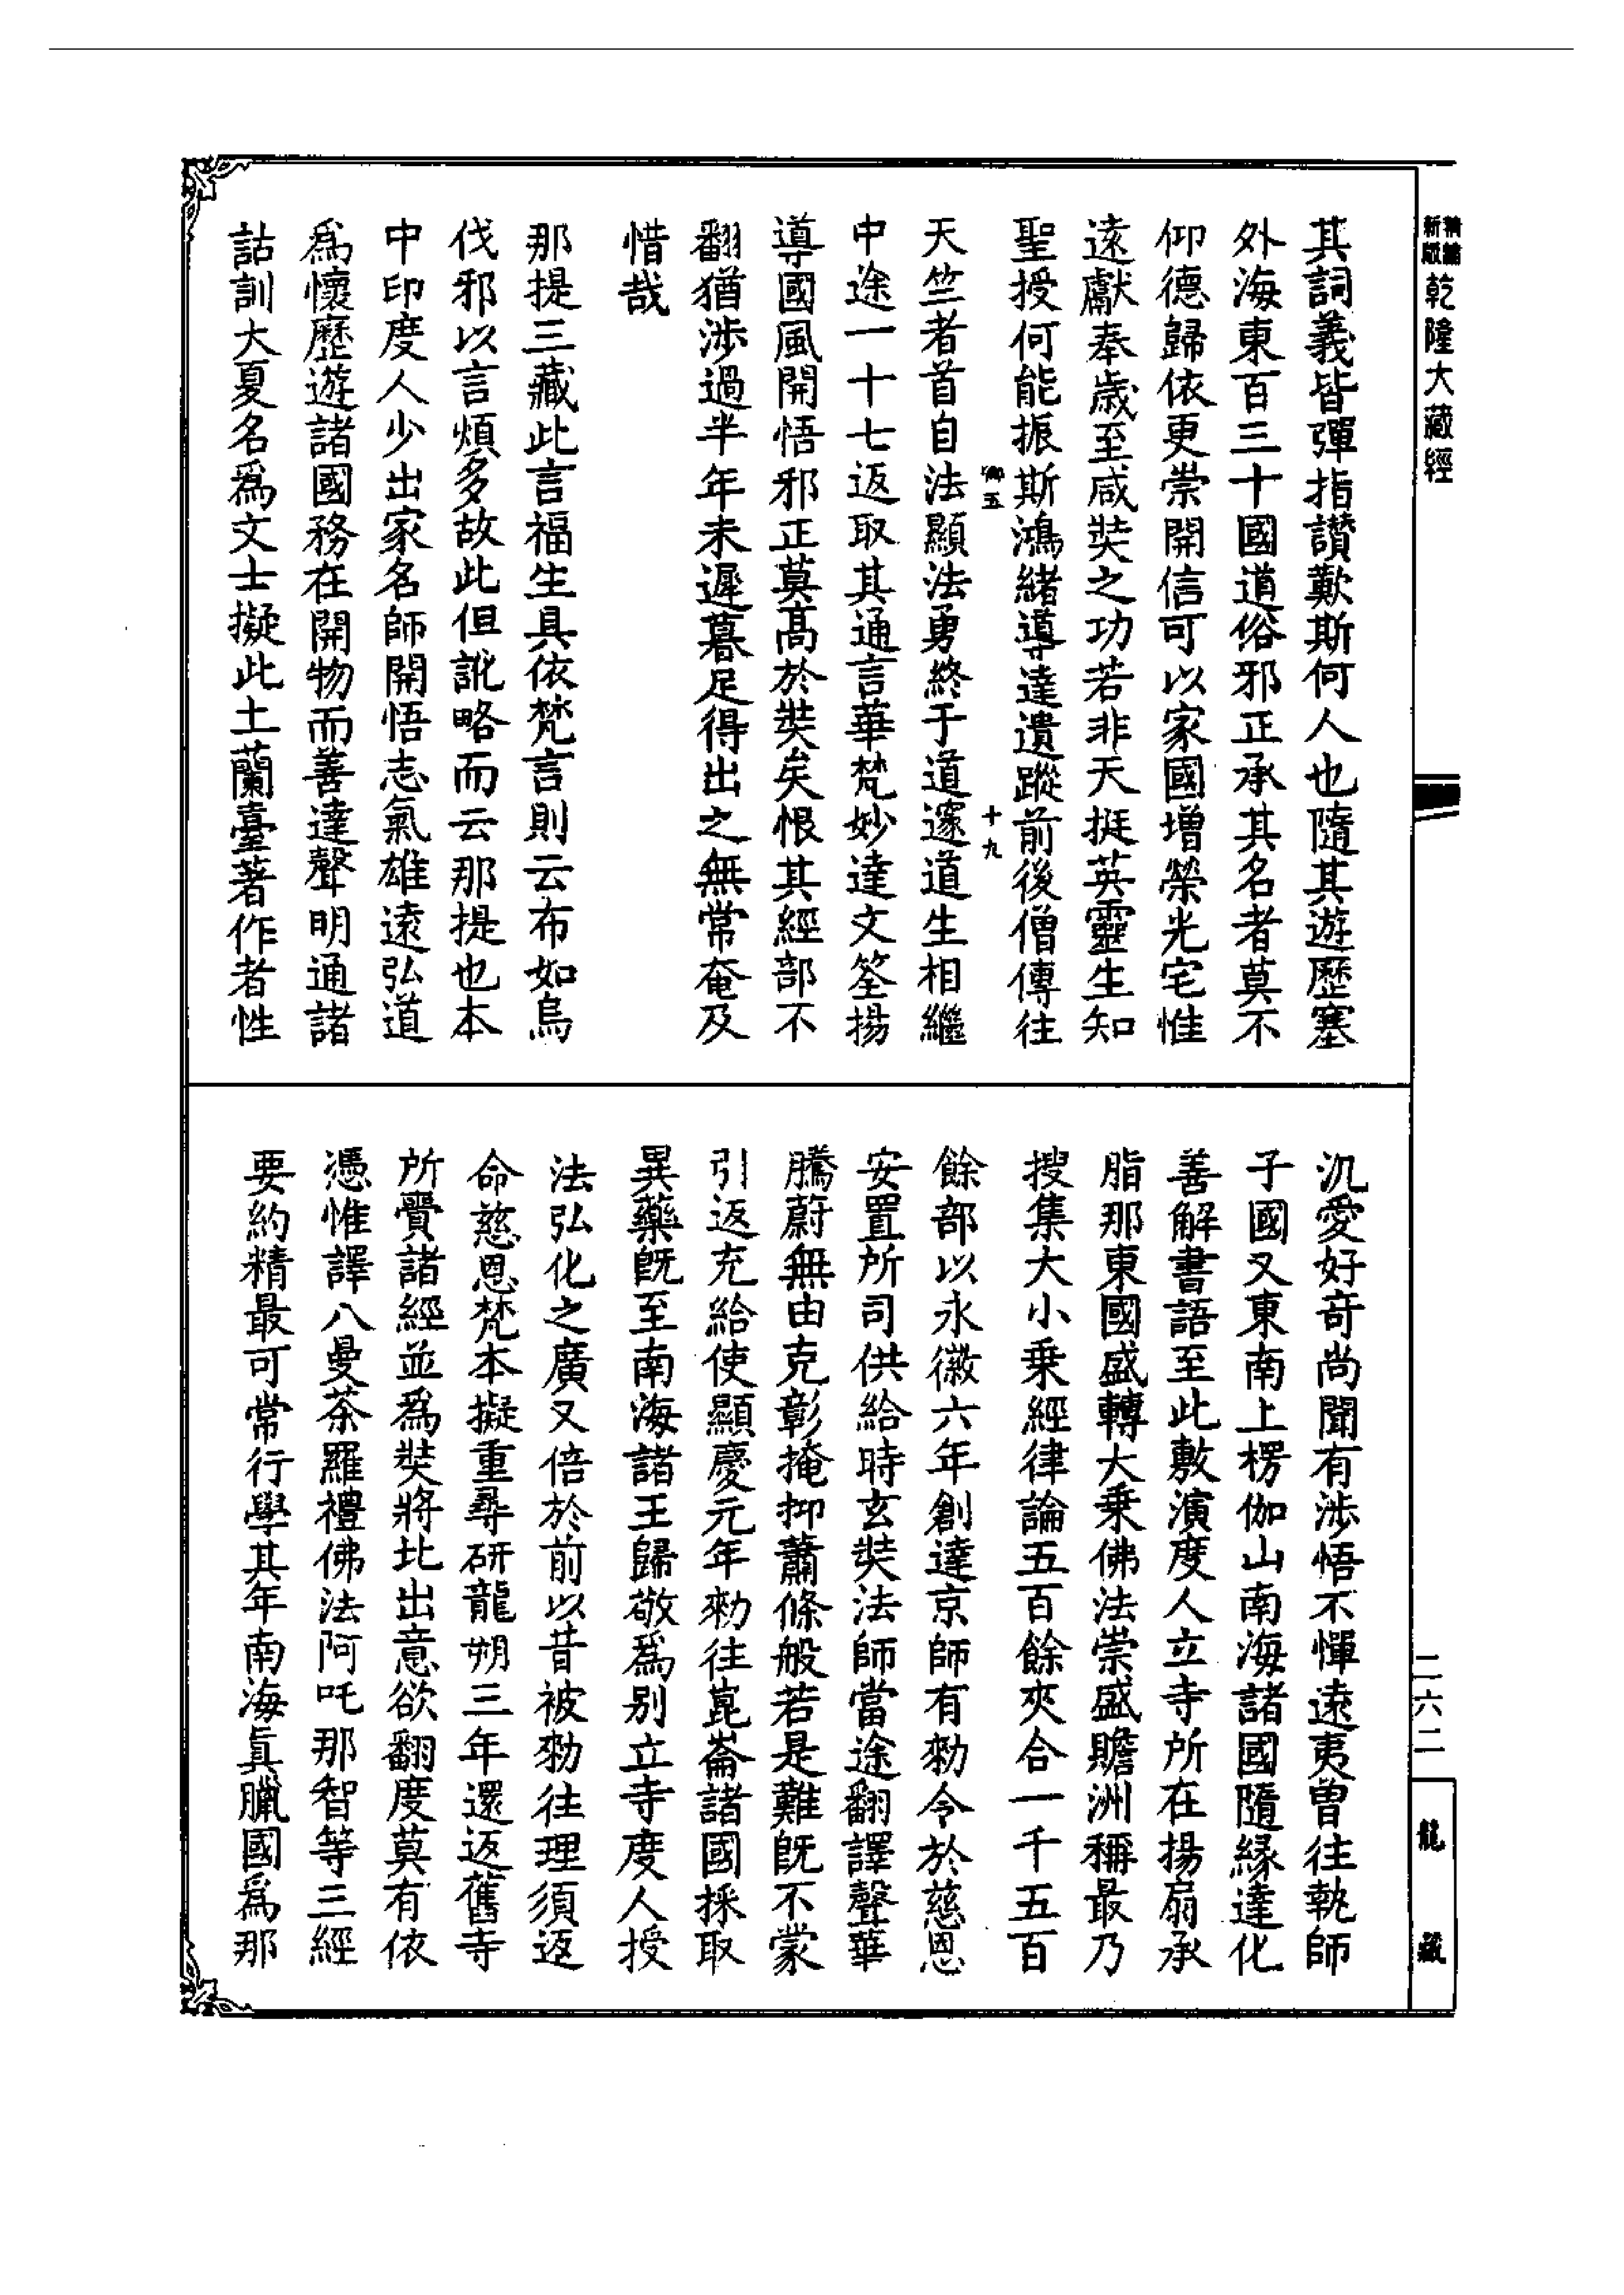 精編新版乾隆大藏經
其詞義皆彈指讚歎斯何人也隨其遊歷塞
外海東百三十國道俗邪正承其名者莫不
仰德歸依更崇開信可以家國增榮光宅惟
遠獻奉歲至咸奘之功若非天挺英靈生知
聖授何能振斯鴻緒導達遺蹤前後僧傳往
十九
天竺者首自法顯法勇終于道邃道生相繼
中途一十七返取其通言華梵妙達文筌揚
導國風開悟邪正莫高於奘矣恨其經部不
翻猶涉過半年未遲暮足得出之無常奄及
惜哉
那提三藏此言福生具依梵言則云布如烏
伐邪以言煩多故此但訛略而云那提也本
中印度人少出家名師開悟志氣雄遠弘道
為懷歷遊諸國務在開物而善達聲明通諸
詁訓大夏名為文士擬此土蘭臺著作者性
汎愛好奇尚聞有涉悟不憚遠夷曾往執師
子國又東南上楞伽山南海諸國隨緣達化
善解書語至此敷演度人立寺所在揚扇承
脂那東國盛轉大乘佛法崇盛贍洲稱最乃
搜集大小乘經律論五百餘夾合一千五百
餘部以永徽六年創達京師有勅令於慈恩
安置所司供給時玄奘法師當途翻譯聲華
騰蔚無由克彰掩抑蕭條般若是難既不蒙
引返充給使顯慶元年勅往崑崙諸國採取
異藥既至南海諸王歸敬為別立寺度人授
法弘化之廣又倍於前以昔被勅往理須返
命慈恩梵本擬重尋研龍朔三年還返舊寺
所賷諸經並為奘將北出意欲翻度莫有依
憑惟譯八曼茶羅禮佛法阿吒那智等三經
要約精最可常行學其年南海真臘國為那
二六二
龍藏